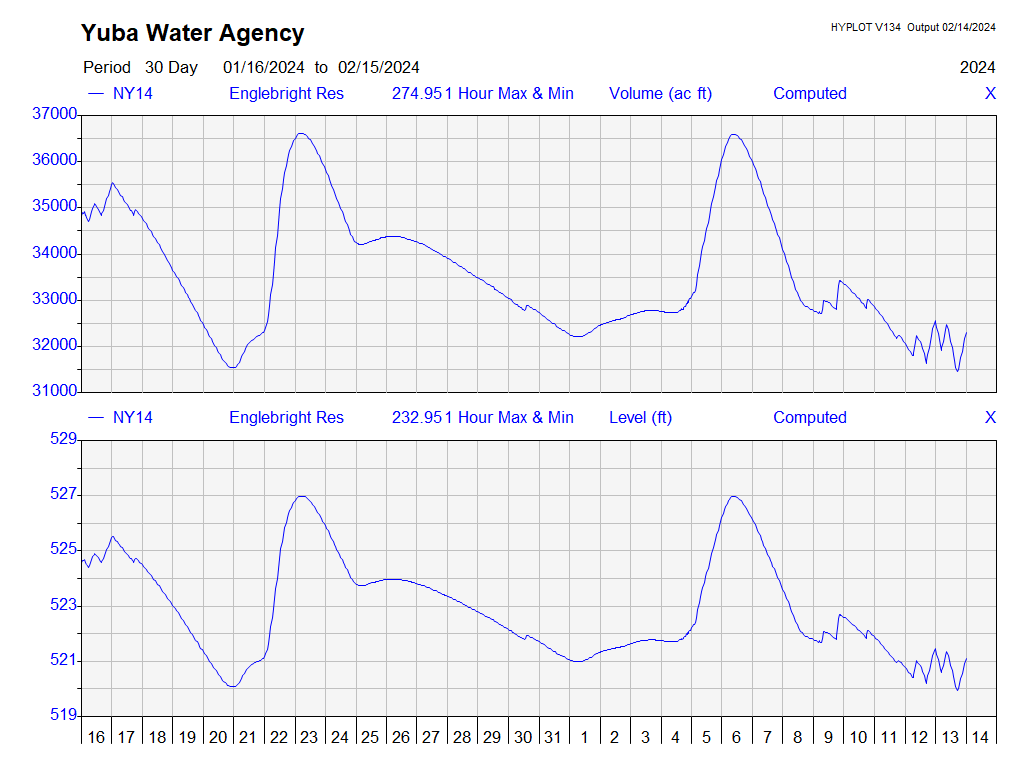 Yuba Water Agency
HYPLOT V134 Output 02/14/2024
Period 30 Day 01/16/2024 to 02/15/2024
2024
NY14 Englebright Res 274.951 Hour Max & Min Volume (ac ft) Computed X
37000
36000
35000
34000
33000
32000
31000
NY14 Englebright Res 232.951 Hour Max & Min Level (ft) Computed X
529
527
525
523
521
519
16 17 18 19 20 21 22 23 24 25 26 27 28 29 30 31 1 2 3 4 5 6 7 8 9 10 11 12 13 14